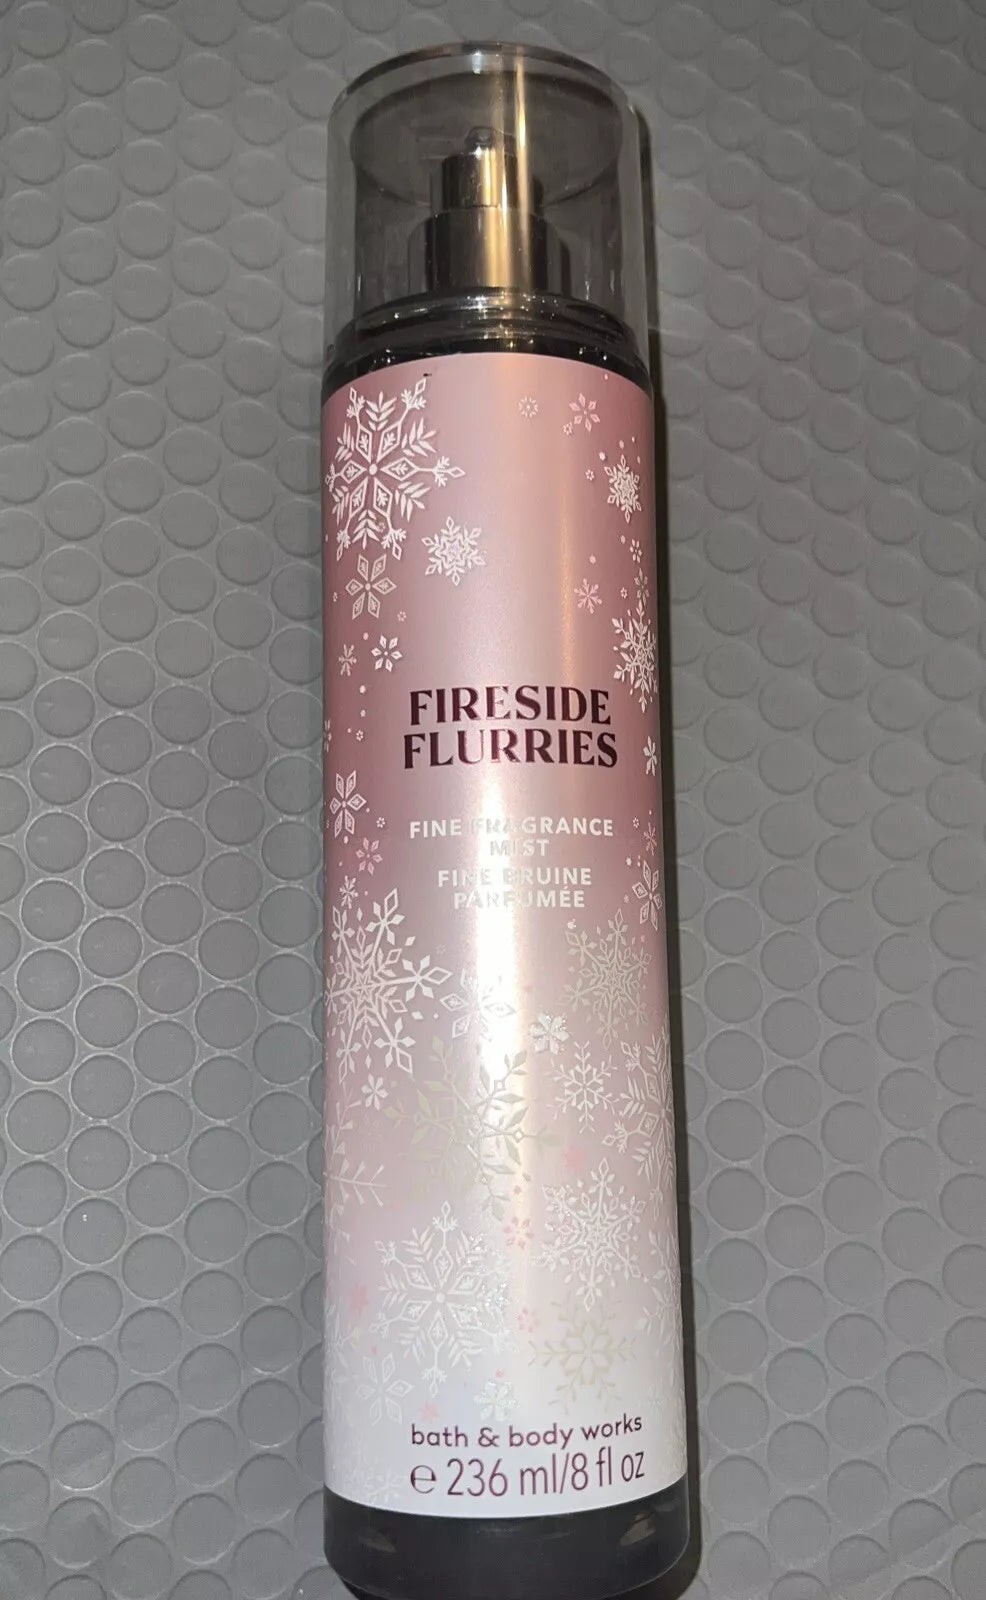 FIRESIDE
FLURRIES
FINE FRAGRANCE
MIST
FINE BRUINE
PARFUMÉE
bath & body works
℮ 236 ml/8 fl oz